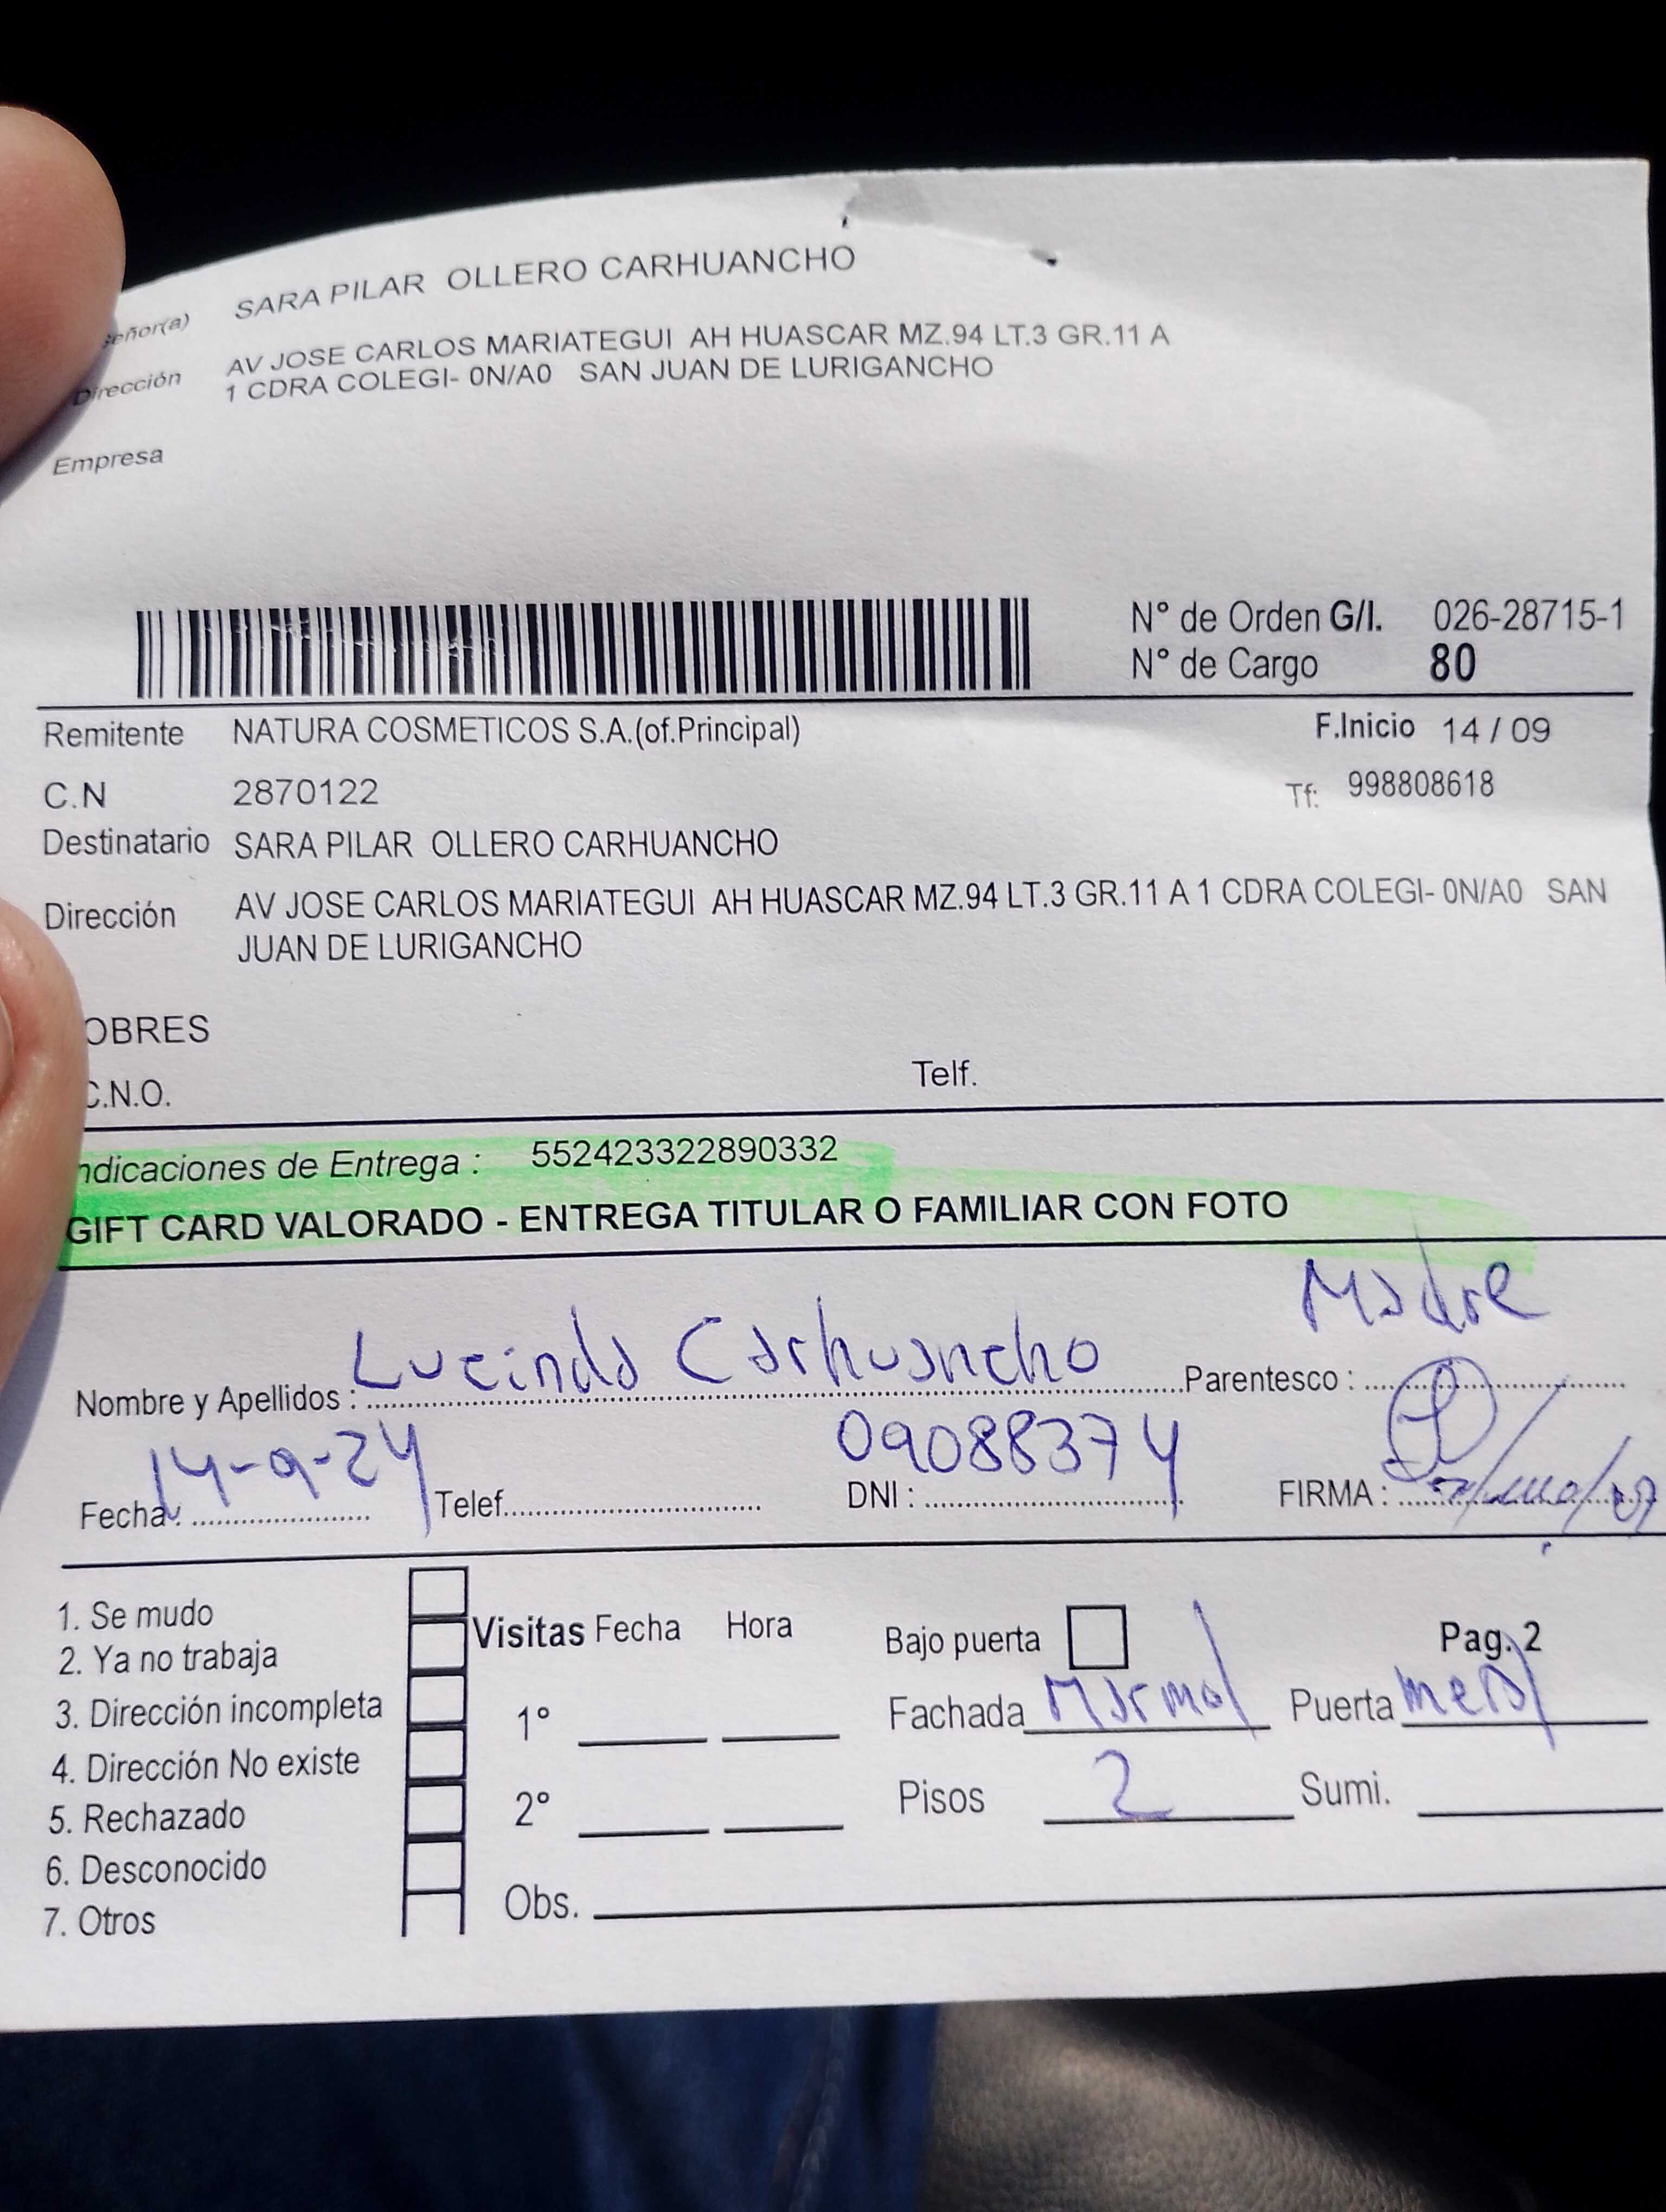 eñor(a) SARA PILAR OLLERO CARHUANCHO
Dirección AV JOSE CARLOS MARIATEGUI AH HUASCAR MZ.94 LT.3 GR.11 A
1 CDRA COLEGI- 0N/A0 SAN JUAN DE LURIGANCHO
Empresa
N° de Orden G/I. 026-28715-1
N° de Cargo 80
Remitente NATURA COSMETICOS S.A.(of.Principal) F.Inicio 14 / 09
C.N 2870122 Tf: 998808618
Destinatario SARA PILAR OLLERO CARHUANCHO
Dirección AV JOSE CARLOS MARIATEGUI AH HUASCAR MZ.94 LT.3 GR.11 A 1 CDRA COLEGI- 0N/A0 SAN
JUAN DE LURIGANCHO
OBRES
C.N.O. Telf.
ndicaciones de Entrega : 552423322890332
GIFT CARD VALORADO - ENTREGA TITULAR O FAMILIAR CON FOTO
Nombre y Apellidos : Lucinda Carhuancho Parentesco : Madre
Fecha : 14-9-24 Telef. DNI : 09088374 FIRMA :
1. Se mudo
2. Ya no trabaja
3. Dirección incompleta
4. Dirección No existe
5. Rechazado
6. Desconocido
7. Otros
Visitas Fecha Hora
1°
2°
Obs.
Bajo puerta Pag. 2
Fachada Marmol Puerta metal
Pisos 2 Sumi.